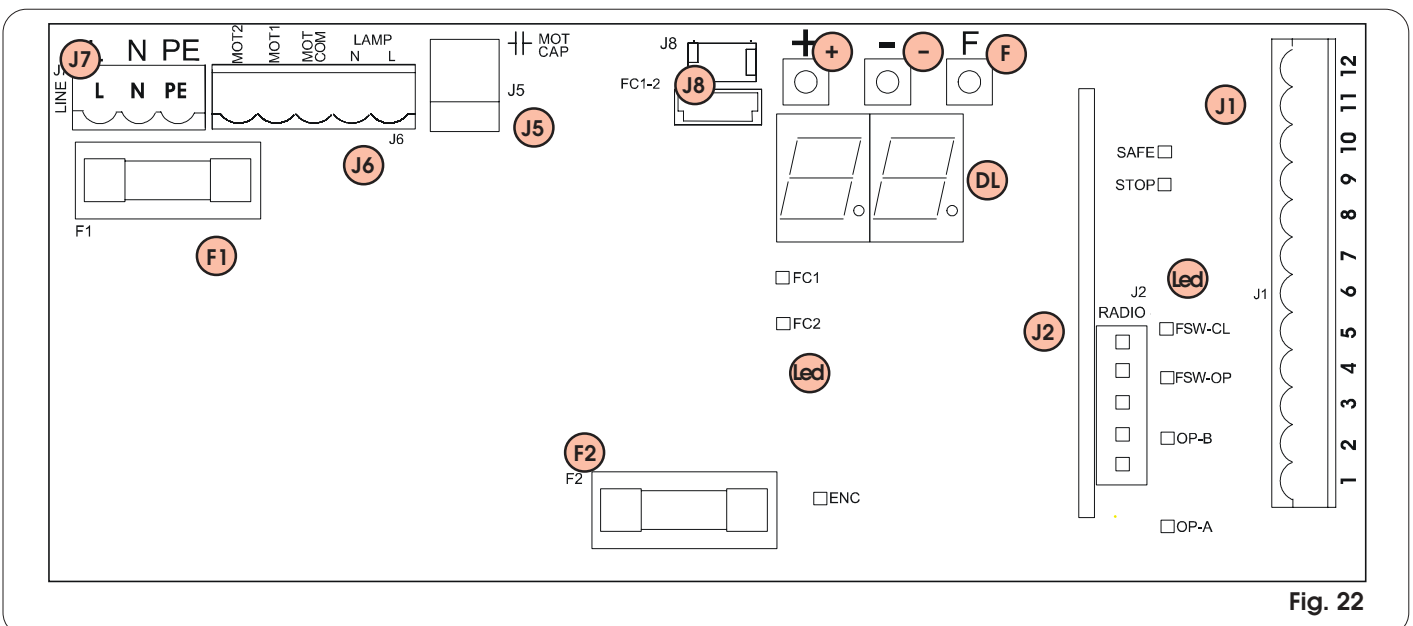 J7
L N PE
LINE
L N PE
MOT2
MOT1
MOT COM
LAMP
N L
J6
J6
MOT CAP
J5
J5
J8
FC1-2
J8
+ +
- -
F F
DL
F1
F1
FC1
FC2
Led
F2
F2
ENC
SAFE
STOP
J2
J2
RADIO
Led
FSW-CL
FSW-OP
OP-B
OP-A
J1
J1
12
11
10
9
8
7
6
5
4
3
2
1
Fig. 22